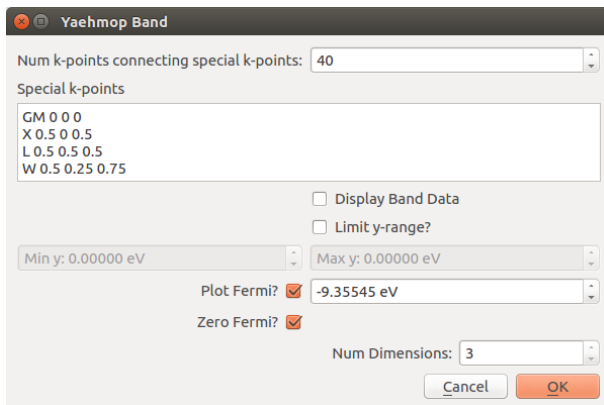 Yaehmop Band
Num k-points connecting special k-points: 40
Special k-points
GM 0 0 0
X 0.5 0 0.5
L 0.5 0.5 0.5
W 0.5 0.25 0.75
Display Band Data
Limit y-range?
Min y: 0.00000 eV Max y: 0.00000 eV
Plot Fermi? -9.35545 eV
Zero Fermi?
Num Dimensions: 3
Cancel OK